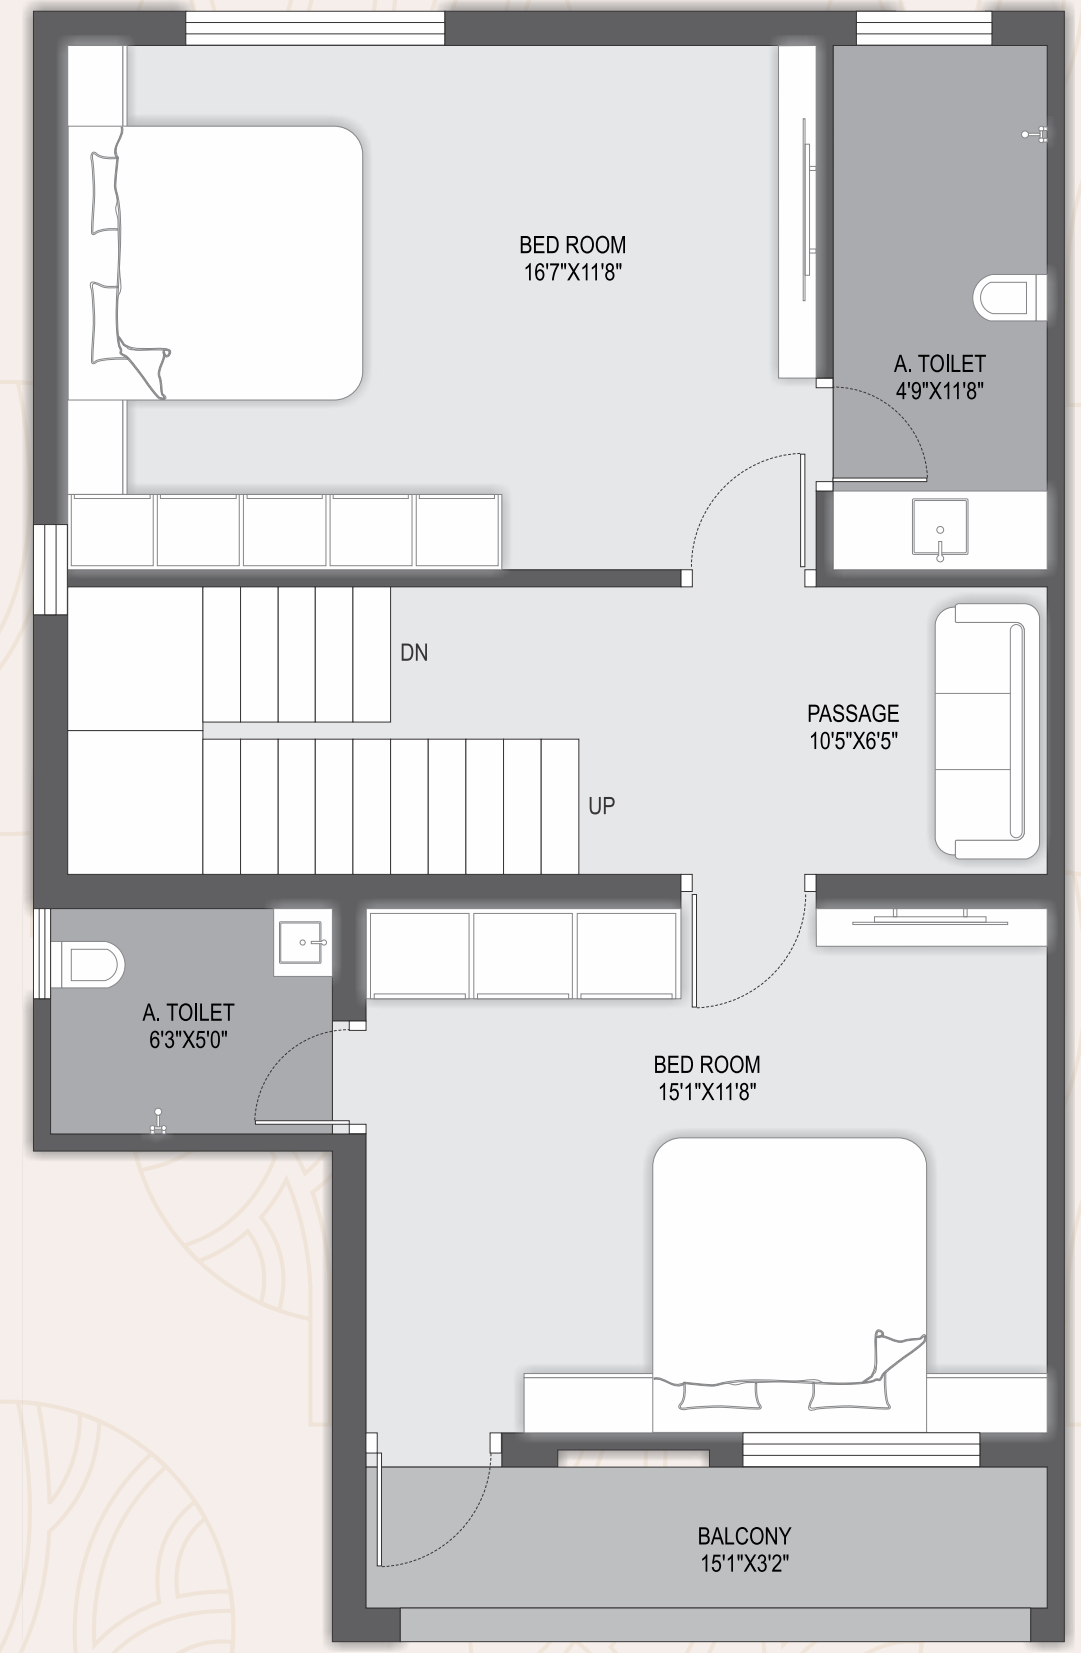 BED ROOM
16'7"X11'8"
A. TOILET
4'9"X11'8"
DN
PASSAGE
10'5"X6'5"
UP
A. TOILET
6'3"X5'0"
BED ROOM
15'1"X11'8"
BALCONY
15'1"X3'2"